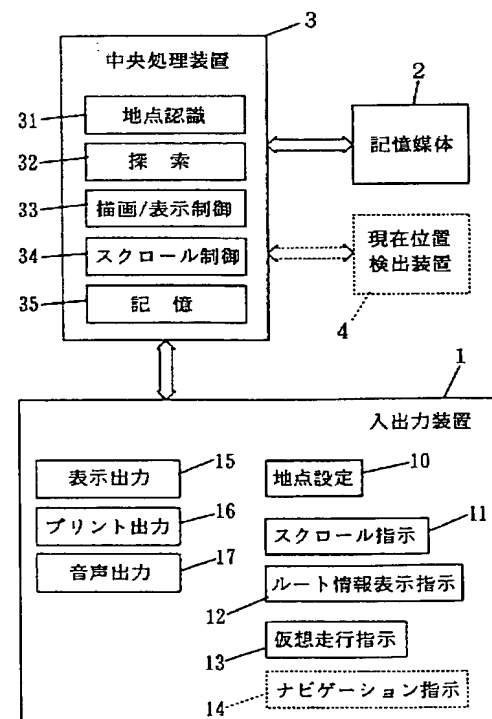 3
中央処理装置
31 地点認識
32 探 索
33 描画/表示制御
34 スクロール制御
35 記 憶
2
記憶媒体
現在位置
検出装置
4
1
入出力装置
表示出力 15
プリント出力 16
音声出力 17
地点設定 10
スクロール指示 11
ルート情報表示指示
12
仮想走行指示
13
ナビゲーション指示
14